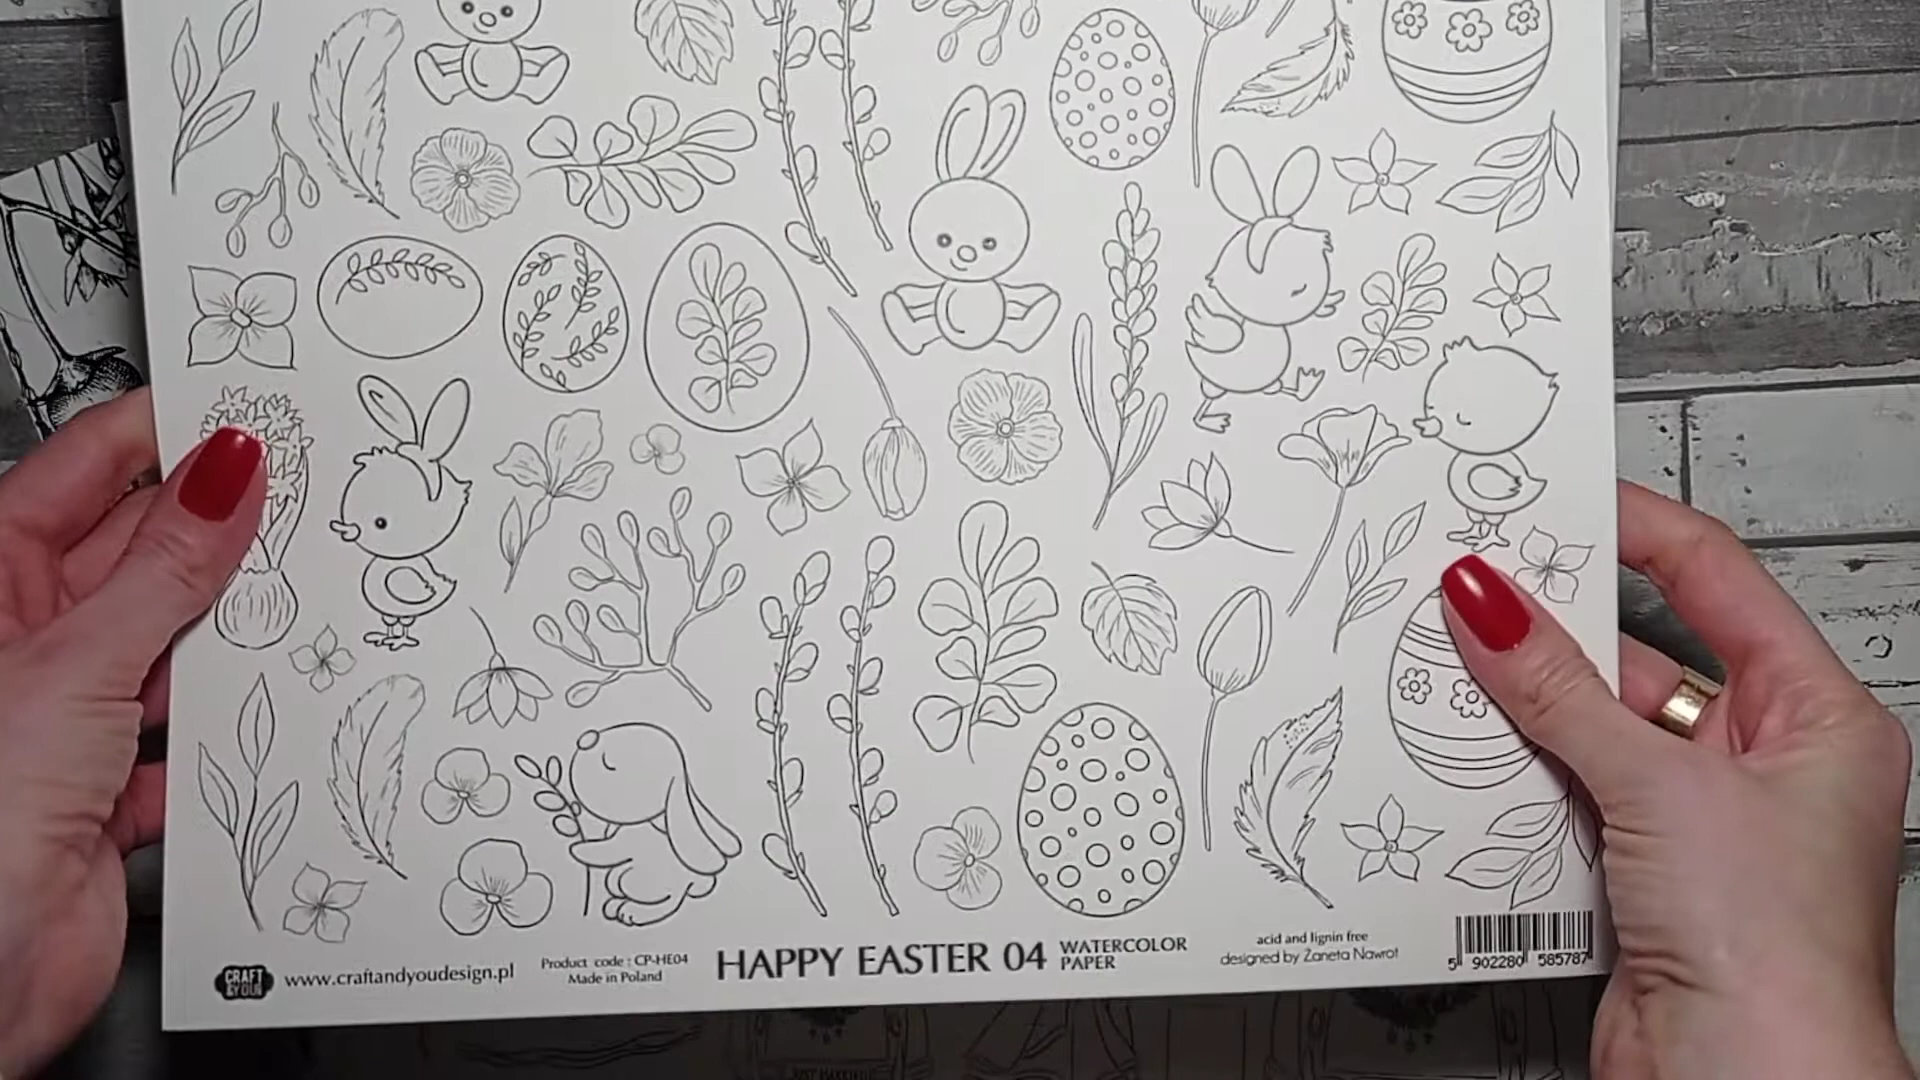 CRAFT
&YOU
www.craftandyoudesign.pl
Product code : CP-HE04
Made in Poland
HAPPY EASTER 04
WATERCOLOR
PAPER
acid and lignin free
designed by Żaneta Nawrot
5 902280 585787